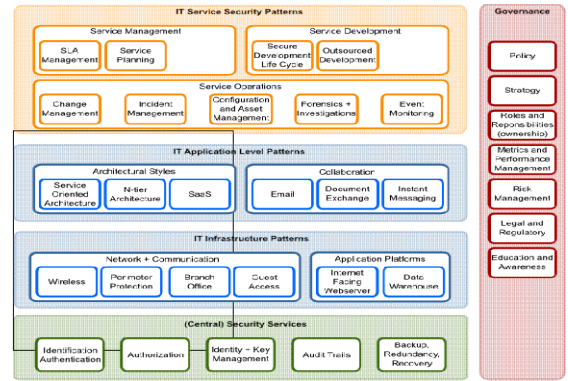 IT Service Security Patterns
Service Management
SLA
Management
Service
Planning
Service Development
Secure
Development
Life Cycle
Outsourced
Development
Service Operations
Change
Management
Incident
Management
Configuration
and Asset
Management
Forensics +
Investigations
Event
Monitoring
IT Application Level Patterns
Architectural Styles
Service
Oriented
Architecture
N-tier
Architecture
SaaS
Collaboration
Email
Document
Exchange
Instant
Messaging
IT Infrastructure Patterns
Network + Communication
Wireless
Perimeter
Protection
Branch
Office
Guest
Access
Application Platforms
Internet
Facing
Webserver
Data
Warehouse
(Central) Security Services
Identification
Authentication
Authorization
Identity + Key
Management
Audit Trails
Backup,
Redundancy,
Recovery
Governance
Policy
Strategy
Roles and
Reponsibilities
(ownership)
Metrics and
Performance
Management
Risk
Management
Legal and
Regulatory
Education and
Awareness